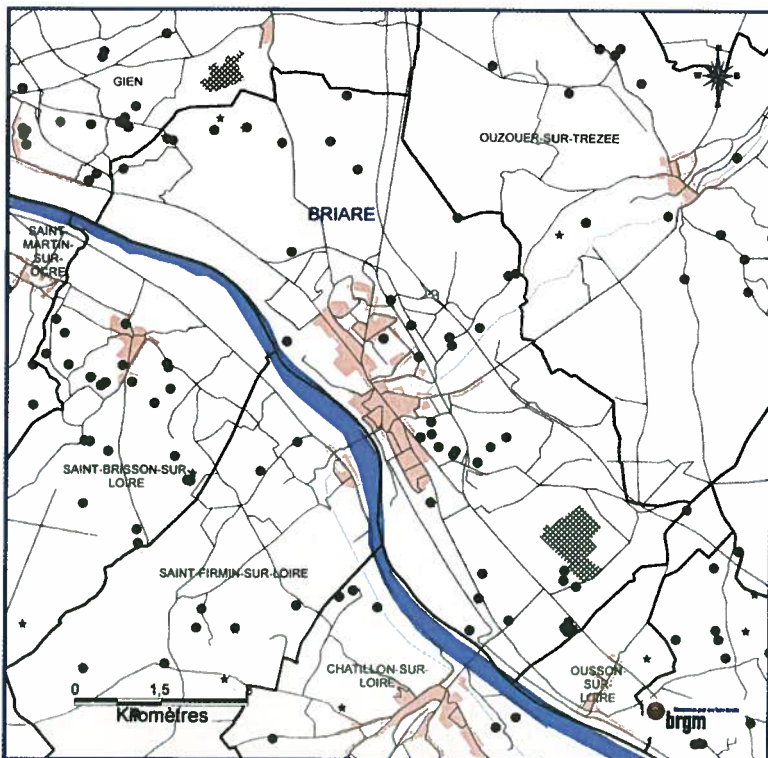 GIEN
OUZOUER-SUR-TREZEE
BRIARE
SAINT-
MARTIN-
SUR-
OCRE
SAINT-BRISSON-SUR-
LOIRE
SAINT-FIRMIN-SUR-LOIRE
CHATILLON-SUR-
LOIRE
OUSSON-
SUR-
LOIRE
0 1,5 3
Kilomètres
brgm